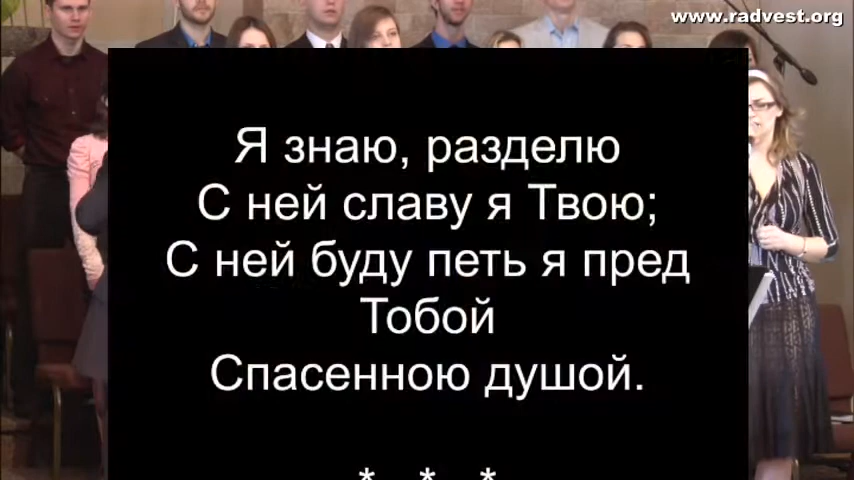 www.radvest.org
Я знаю, разделю
С ней славу я Твою;
С ней буду петь я пред
Тобой
Спасенною душой.
* * *